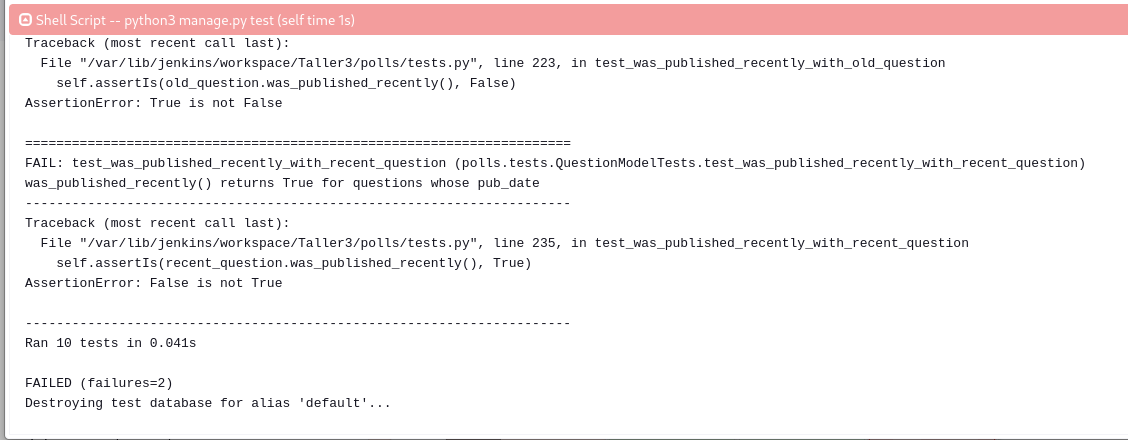 Shell Script -- python3 manage.py test (self time 1s)
Traceback (most recent call last):
  File "/var/lib/jenkins/workspace/Taller3/polls/tests.py", line 223, in test_was_published_recently_with_old_question
    self.assertIs(old_question.was_published_recently(), False)
AssertionError: True is not False
======================================================================
FAIL: test_was_published_recently_with_recent_question (polls.tests.QuestionModelTests.test_was_published_recently_with_recent_question)
was_published_recently() returns True for questions whose pub_date
----------------------------------------------------------------------
Traceback (most recent call last):
  File "/var/lib/jenkins/workspace/Taller3/polls/tests.py", line 235, in test_was_published_recently_with_recent_question
    self.assertIs(recent_question.was_published_recently(), True)
AssertionError: False is not True
----------------------------------------------------------------------
Ran 10 tests in 0.041s
FAILED (failures=2)
Destroying test database for alias 'default'...